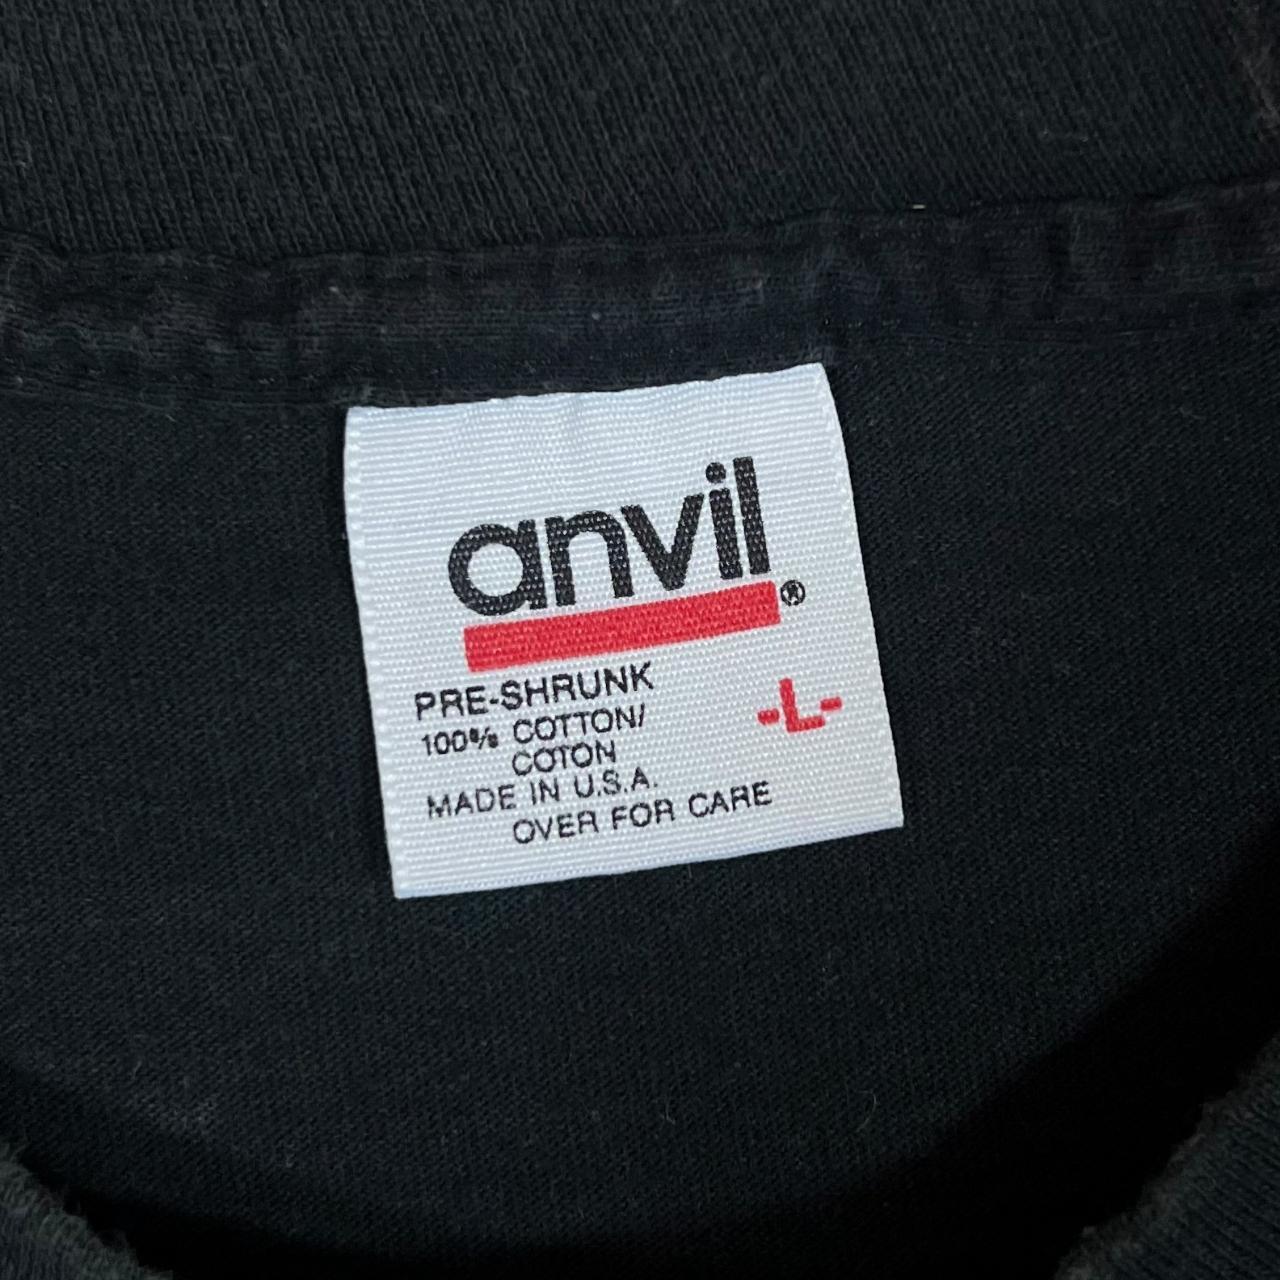 anvil®
PRE-SHRUNK
100% COTTON/
COTON
-L-
MADE IN U.S.A.
OVER FOR CARE